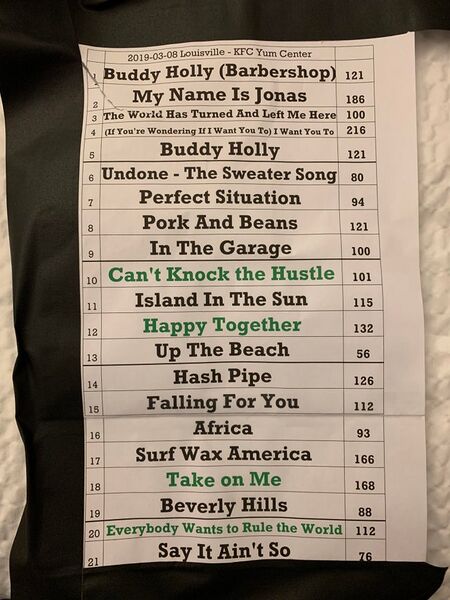 2019-03-08 Louisville - KFC Yum Center
1 Buddy Holly (Barbershop) 121
2 My Name Is Jonas 186
3 The World Has Turned And Left Me Here 100
4 (If You're Wondering If I Want You To) I Want You To 216
5 Buddy Holly 121
6 Undone - The Sweater Song 80
7 Perfect Situation 94
8 Pork And Beans 121
9 In The Garage 100
10 Can't Knock the Hustle 101
11 Island In The Sun 115
12 Happy Together 132
13 Up The Beach 56
14 Hash Pipe 126
15 Falling For You 112
16 Africa 93
17 Surf Wax America 166
18 Take on Me 168
19 Beverly Hills 88
20 Everybody Wants to Rule the World 112
21 Say It Ain't So 76